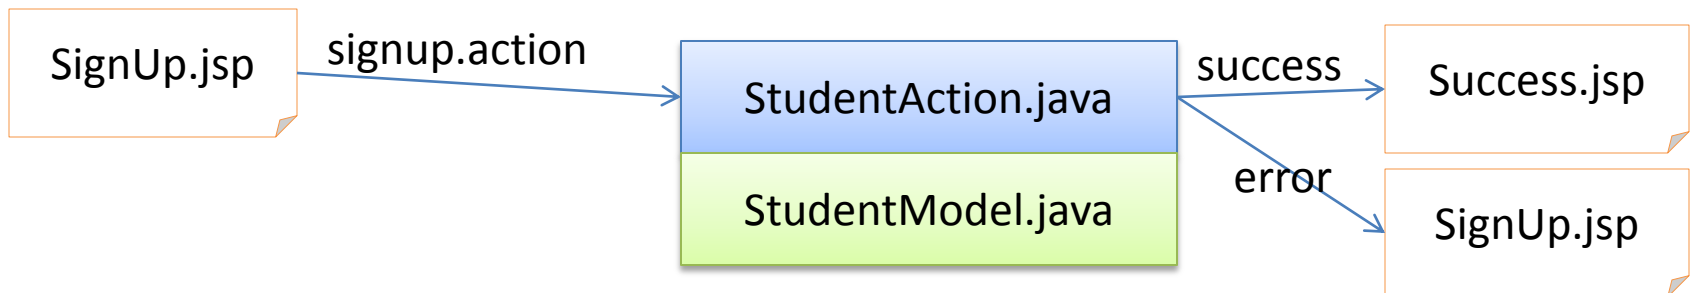 SignUp.jsp
signup.action
StudentAction.java
StudentModel.java
success
error
Success.jsp
SignUp.jsp